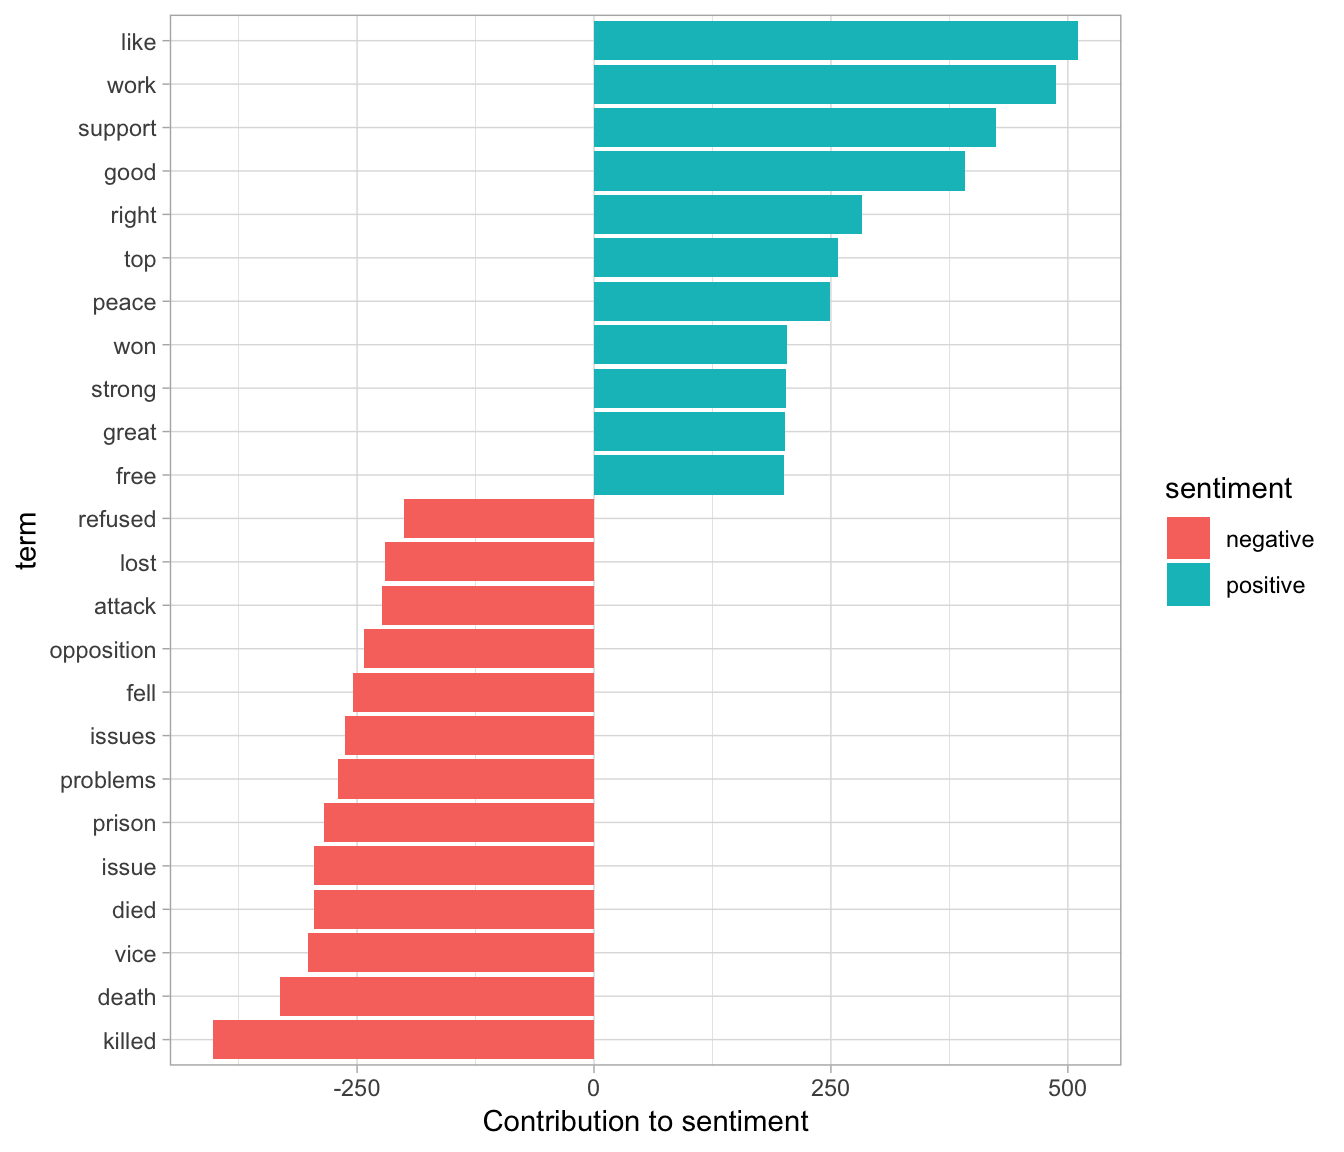 like
work
support
good
right
top
peace
won
strong
great
free
refused
lost
attack
opposition
fell
issues
problems
prison
issue
died
vice
death
killed
term
-250 0 250 500
Contribution to sentiment
sentiment
negative
positive